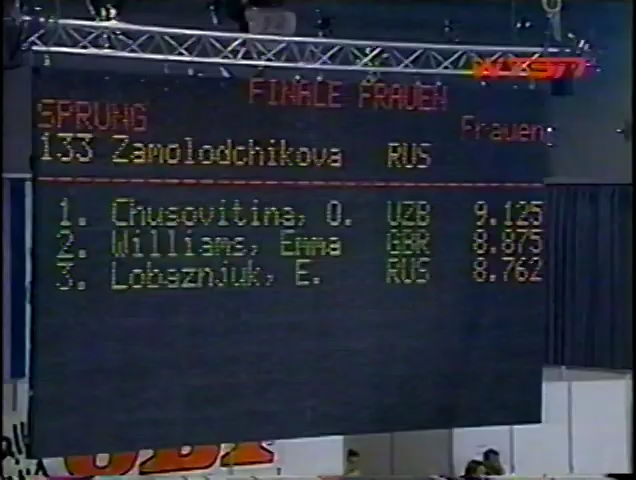 FINALE FRAUEN
SPRUNG Frauen
133 Zamolodchikova RUS
1. Chusovitina, O. UZB 9.125
2. Williams, Emma GBR 8.875
3. Lobaznjuk, E. RUS 8.762
OBI